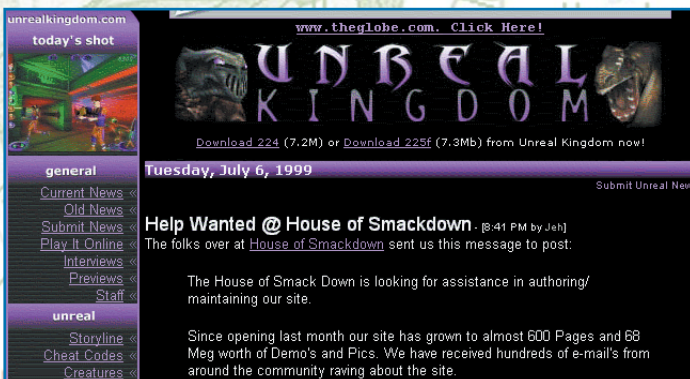 unrealkingdom.com
today's shot
www.theglobe.com. Click Here!
UNREAL
KINGDOM
Download 224 (7.2M) or Download 225f (7.3Mb) from Unreal Kingdom now!
general
Current News «
Old News «
Submit News «
Play It Online «
Interviews «
Previews «
Staff «
unreal
Storyline «
Cheat Codes «
Creatures «
Tuesday, July 6, 1999
Submit Unreal New
Help Wanted @ House of Smackdown - [8:41 PM by Jeh]
The folks over at House of Smackdown sent us this message to post:
The House of Smack Down is looking for assistance in authoring/
maintaining our site.
Since opening last month our site has grown to almost 600 Pages and 68
Meg worth of Demo's and Pics. We have received hundreds of e-mail's from
around the community raving about the site.